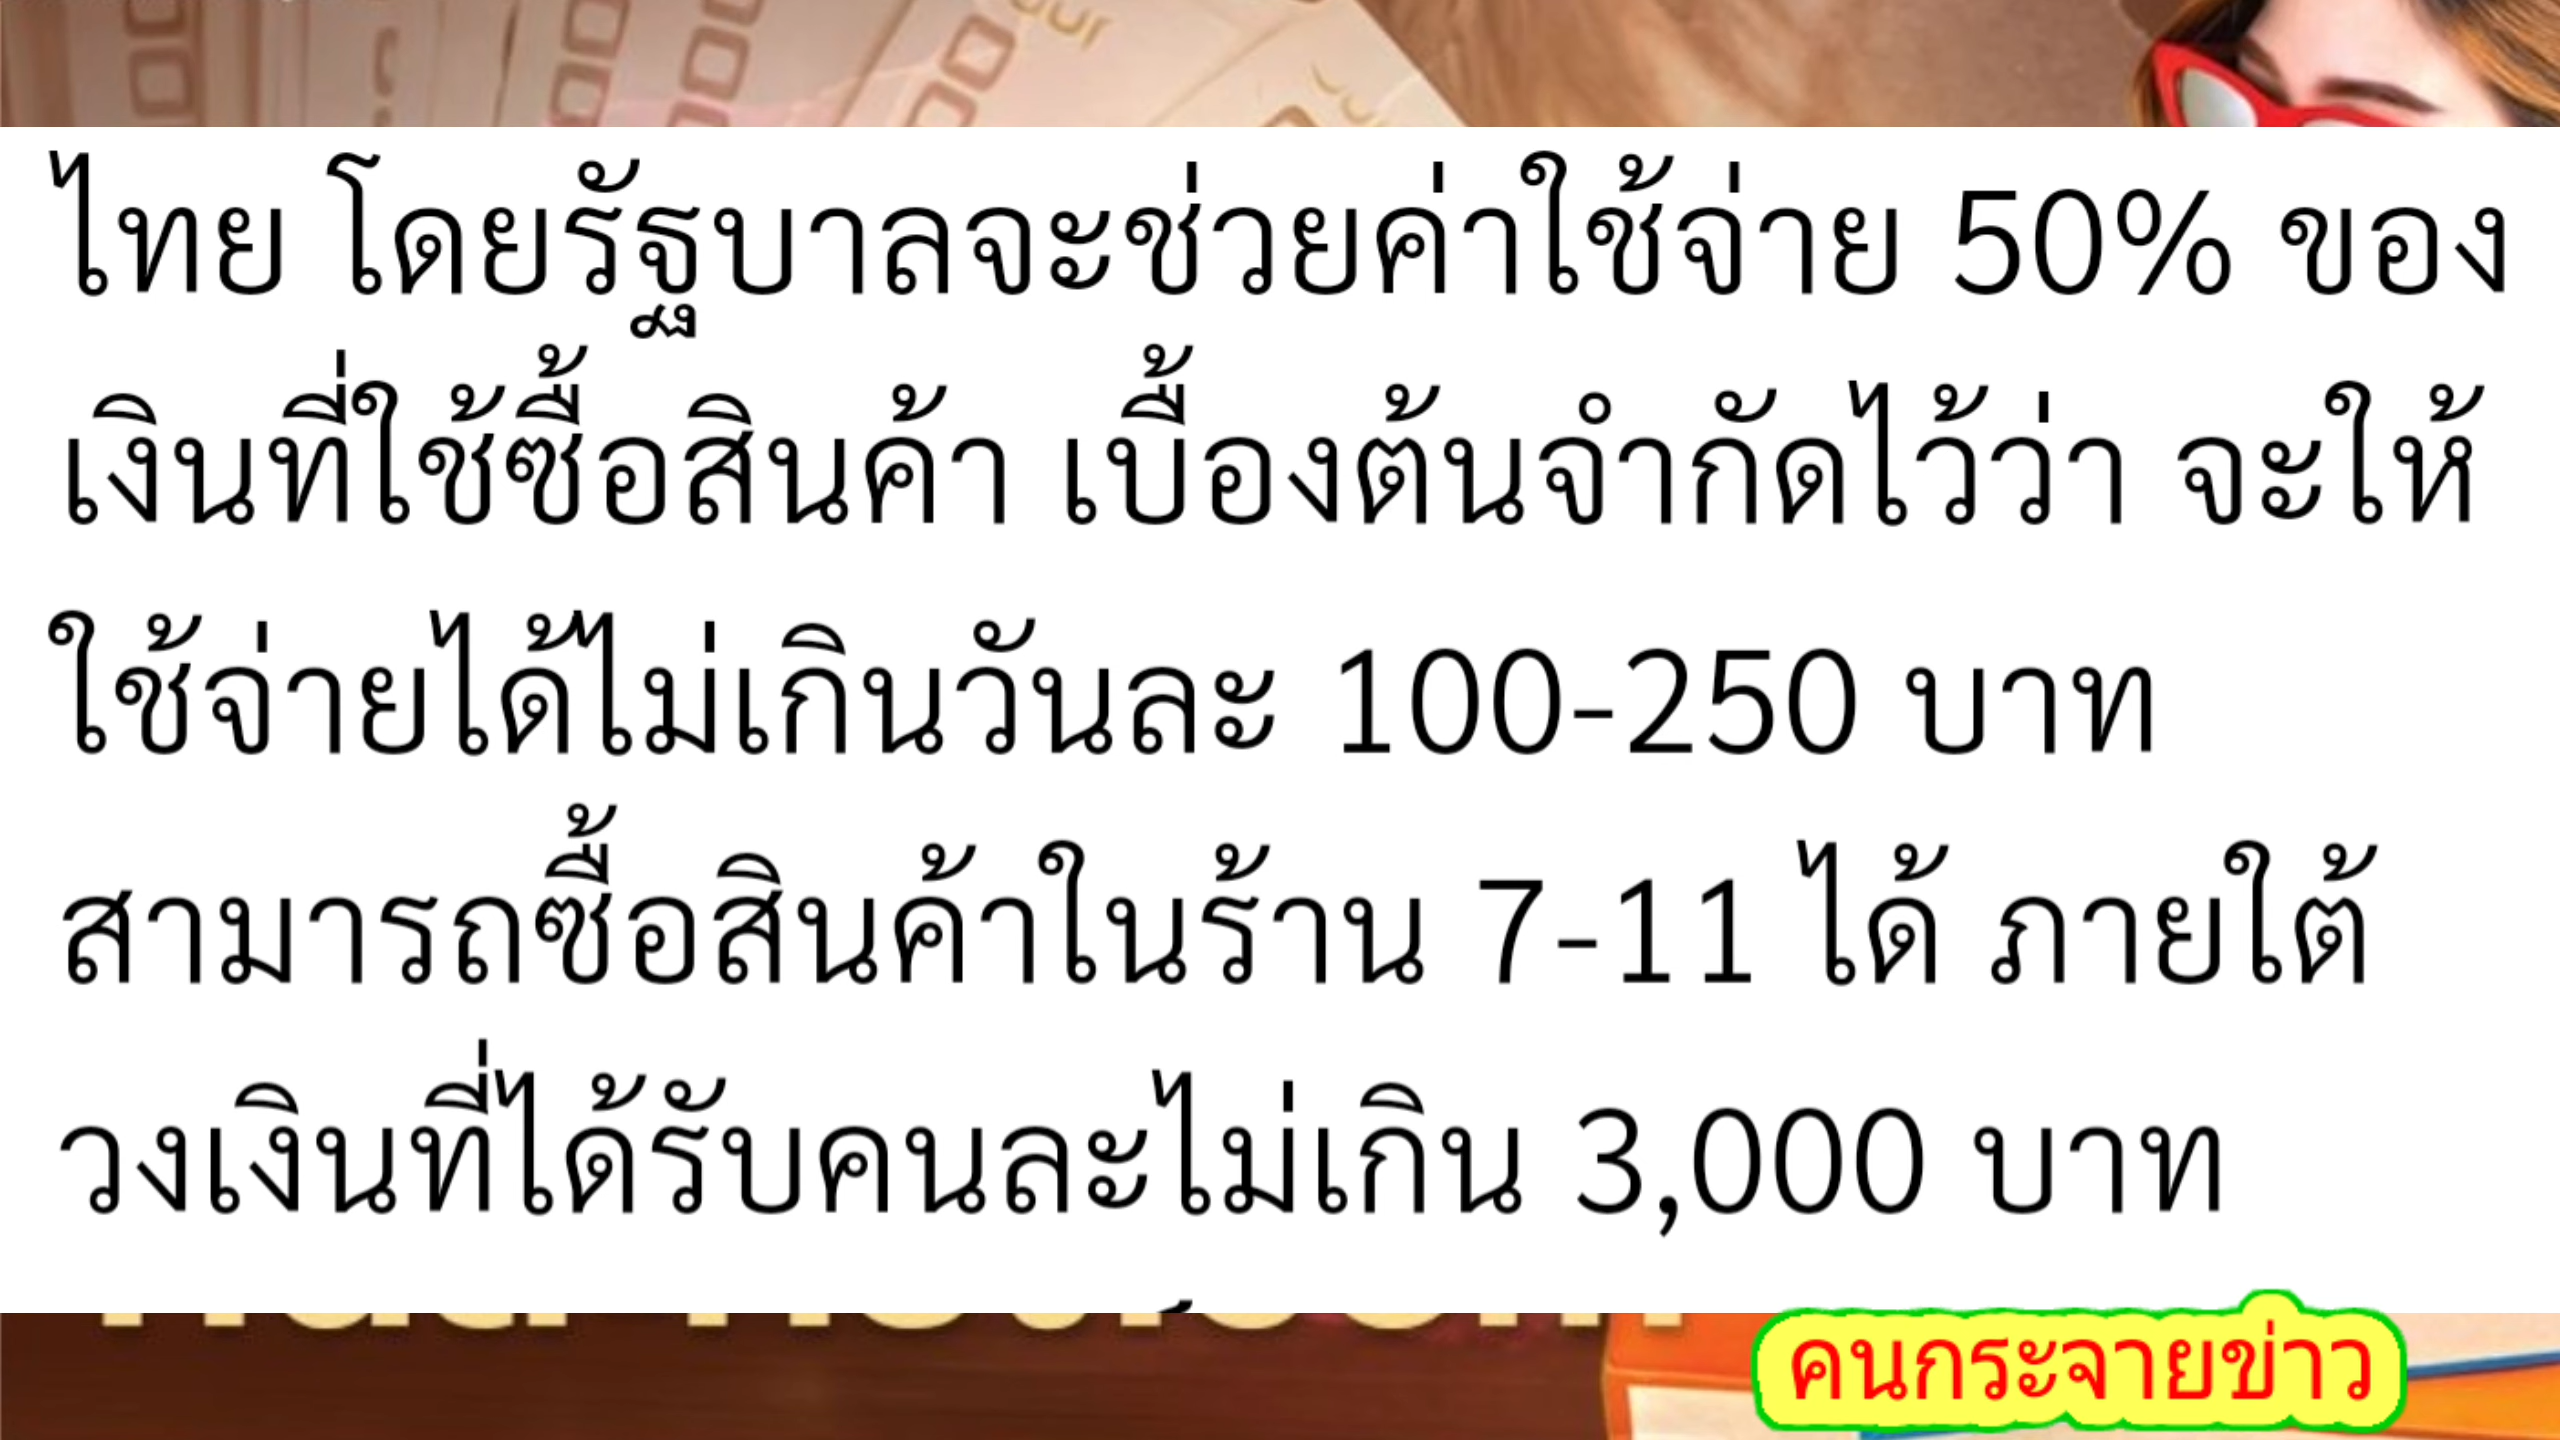 ไทย โดยรัฐบาลจะช่วยค่าใช้จ่าย 50% ของ
เงินที่ใช้ซื้อสินค้า เบื้องต้นจำกัดไว้ว่า จะให้
ใช้จ่ายได้ไม่เกินวันละ 100-250 บาท
สามารถซื้อสินค้าในร้าน 7-11 ได้ ภายใต้
วงเงินที่ได้รับคนละไม่เกิน 3,000 บาท
คนกระจายข่าว